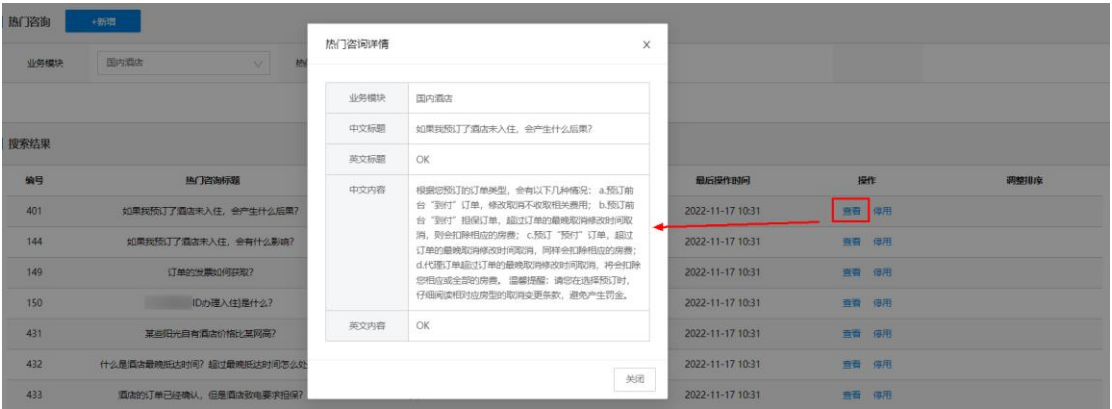 热门咨询
+新增
业务模块
国内酒店
搜索结果
编号 热门咨询标题 最后操作时间 操作 调整排序
401 如果我预订了酒店未入住，会产生什么后果? 2022-11-17 10:31 查看 停用
144 如果我预订了酒店未入住，会有什么影响? 2022-11-17 10:31 查看 停用
149 订单的发票如何获取? 2022-11-17 10:31 查看 停用
150 ID办理入住]是什么? 2022-11-17 10:31 查看 停用
431 某些阳光自有酒店价格比某网高? 2022-11-17 10:31 查看 停用
432 什么是酒店最晚抵达时间？超过最晚抵达时间怎么处 2022-11-17 10:31 查看 停用
433 酒店的订单已经确认，但是酒店致电要求担保? 2022-11-17 10:31 查看 停用
热门咨询详情 X
业务模块 国内酒店
中文标题 如果我预订了酒店未入住，会产生什么后果?
英文标题 OK
中文内容 根据您预订的订单类型，会有以下几种情况： a.预订前
台“到付”订单，修改取消不收取相关费用； b.预订前
台“到付”担保订单，超过订单的最晚取消修改时间取
消，则会扣除相应的房费； c.预订“预付”订单，超过
订单的最晚取消修改时间取消，同样会扣除相应的房费；
d.代理订单超过订单的最晚取消修改时间取消，将会扣除
您相应或全部的房费。 温馨提醒：请您在选择预订时，
仔细阅读相对应房型的取消变更条款，避免产生罚金。
英文内容 OK
关闭